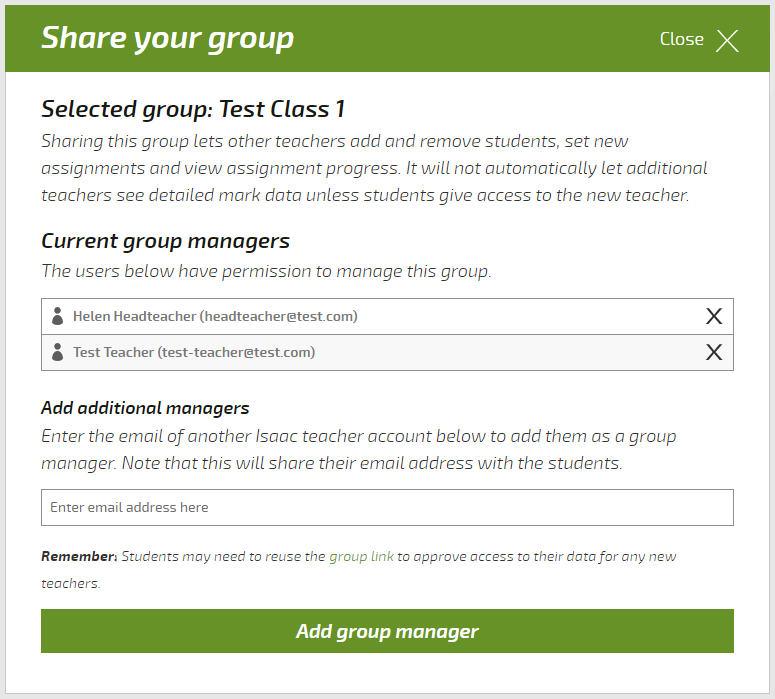 Share your group
Close
Selected group: Test Class 1
Sharing this group lets other teachers add and remove students, set new
assignments and view assignment progress. It will not automatically let additional
teachers see detailed mark data unless students give access to the new teacher.
Current group managers
The users below have permission to manage this group.
Helen Headteacher (headteacher@test.com) X
Test Teacher (test-teacher@test.com) X
Add additional managers
Enter the email of another Isaac teacher account below to add them as a group
manager. Note that this will share their email address with the students.
Enter email address here
Remember: Students may need to reuse the group link to approve access to their data for any new
teachers.
Add group manager